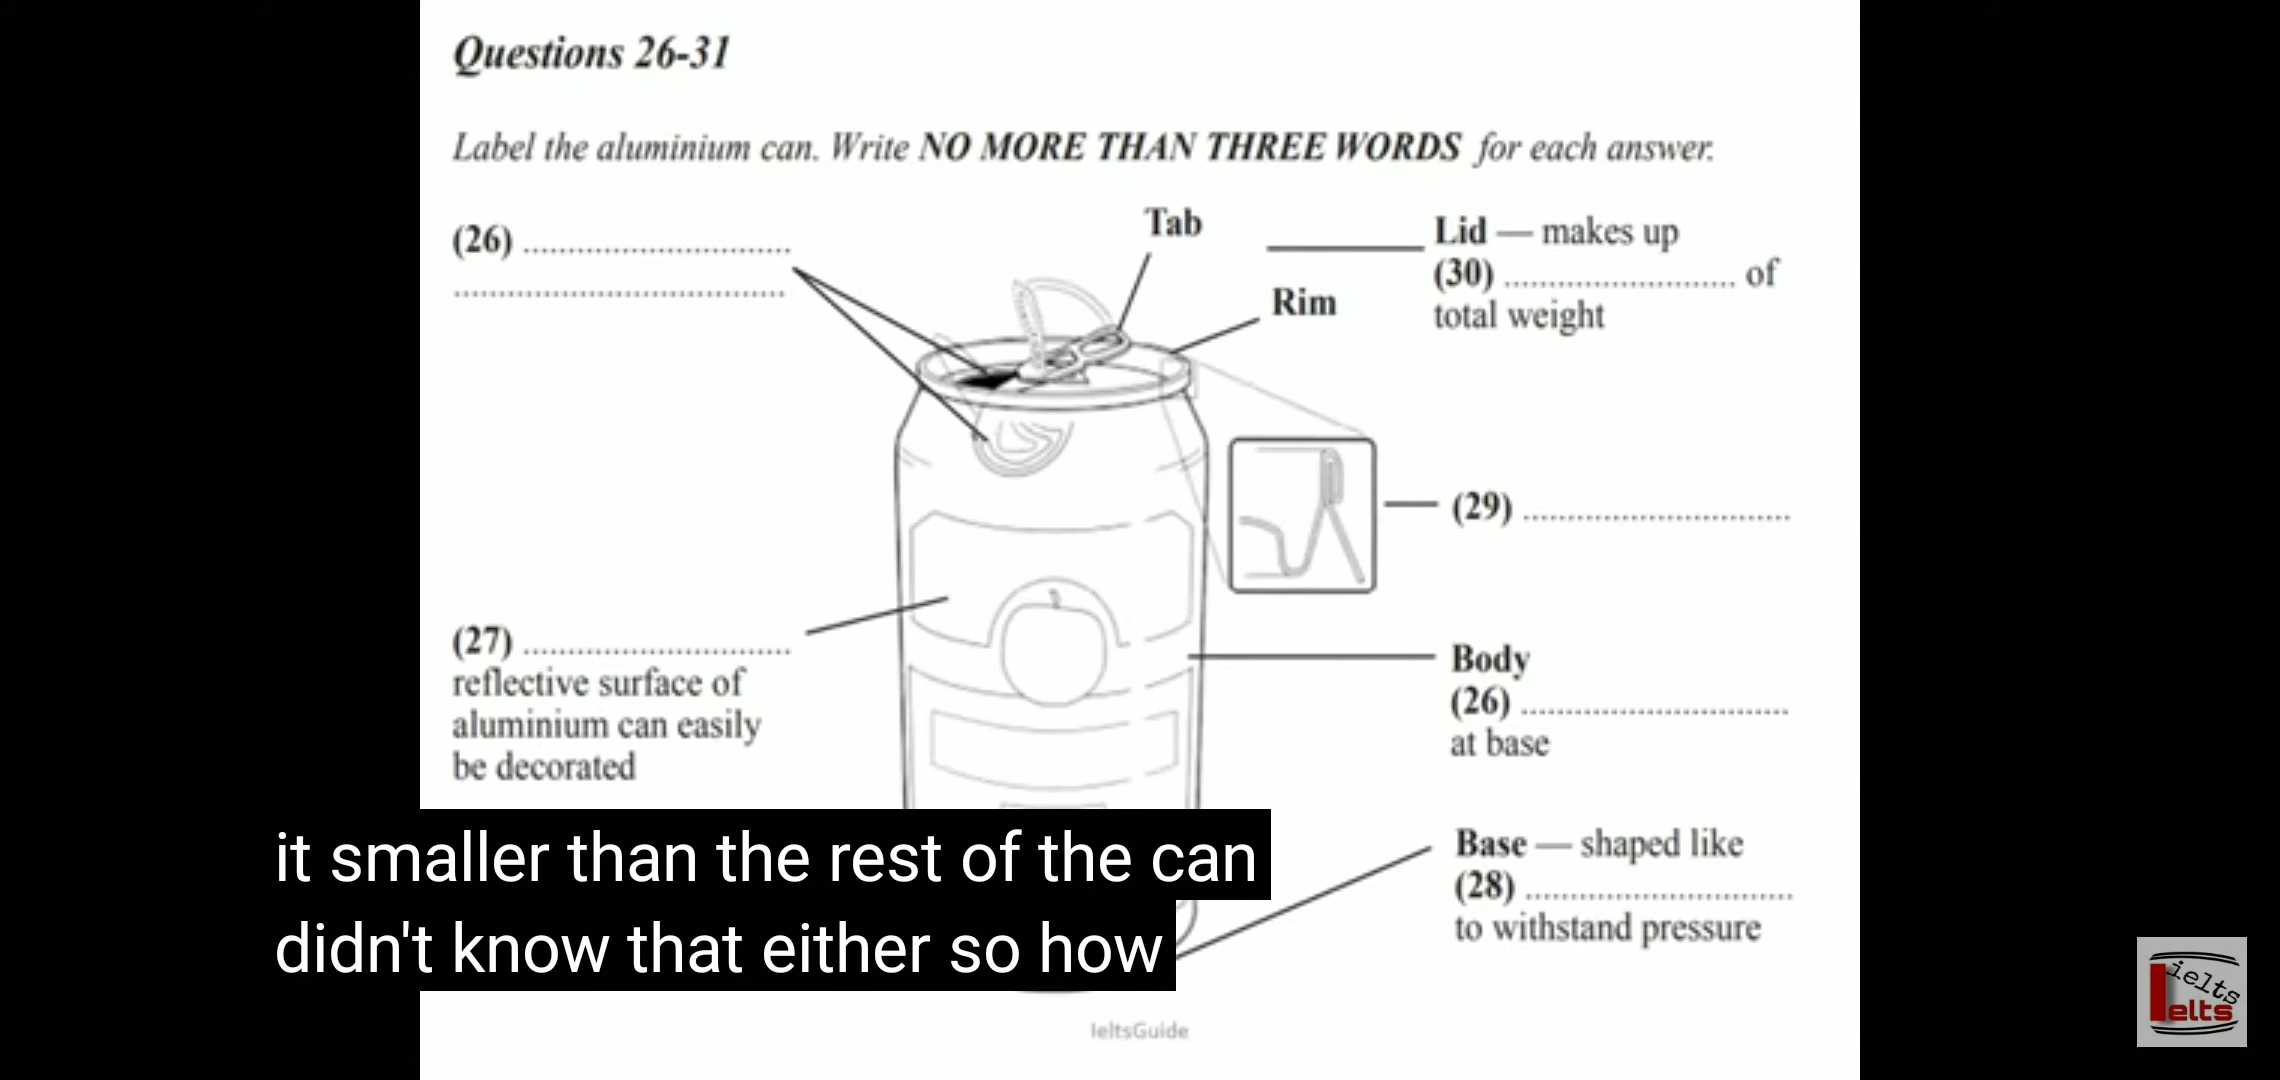 Questions 26-31
Label the aluminium can. Write NO MORE THAN THREE WORDS for each answer.
(26) ..............................
.....................................
Tab
Rim
Lid — makes up
(30) .......................... of
total weight
(29) ..............................
(27) ..............................
reflective surface of
aluminium can easily
be decorated
Body
(26) ..............................
at base
Base — shaped like
(28) ..............................
to withstand pressure
it smaller than the rest of the can
didn't know that either so how
IeltsGuide
ielts
Ielts